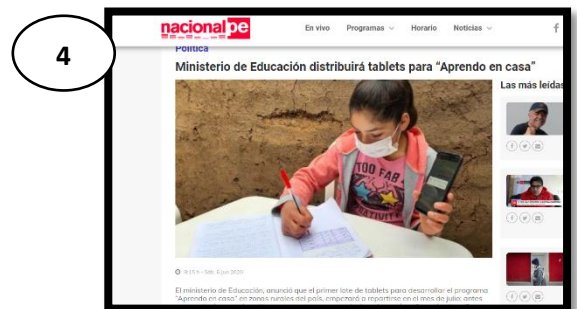 4
nacional pe
En vivo Programas Horario Noticias
Política
Ministerio de Educación distribuirá tablets para “Aprendo en casa”
Las más leídas
TOO FAB
El ministerio de Educación, anunció que el primer lote de tablets para desarrollar el programa
“Aprendo en casa” en zonas rurales del país, empezará a repartirse en el mes de julio; antes